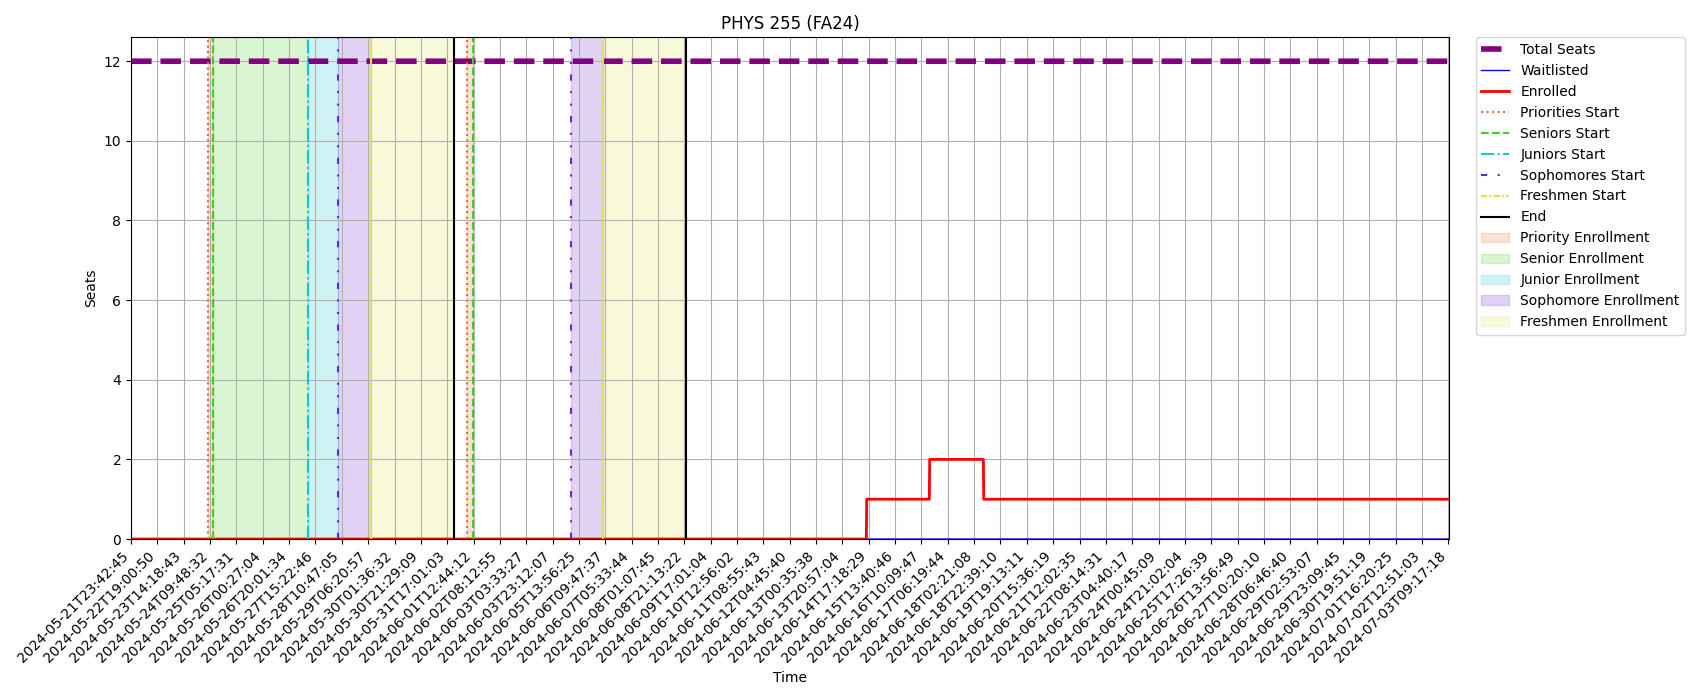 PHYS 255 (FA24)
Seats
12
10
8
6
4
2
0
2024-05-21T23:42:45
2024-05-22T19:00:50
2024-05-23T14:18:43
2024-05-24T09:48:32
2024-05-25T05:17:31
2024-05-26T00:27:04
2024-05-26T20:01:34
2024-05-27T15:22:46
2024-05-28T10:47:05
2024-05-29T06:20:57
2024-05-30T01:36:32
2024-05-30T21:29:09
2024-05-31T17:01:03
2024-06-01T12:44:12
2024-06-02T08:12:55
2024-06-03T03:33:27
2024-06-03T23:12:07
2024-06-05T13:56:25
2024-06-06T09:47:37
2024-06-07T05:33:44
2024-06-08T01:07:45
2024-06-08T21:13:22
2024-06-09T17:01:04
2024-06-10T12:56:02
2024-06-11T08:55:43
2024-06-12T04:45:40
2024-06-13T00:35:38
2024-06-13T20:57:04
2024-06-14T17:18:29
2024-06-15T13:40:46
2024-06-16T10:09:47
2024-06-17T06:19:44
2024-06-18T02:21:08
2024-06-18T22:39:10
2024-06-19T19:13:11
2024-06-20T15:36:19
2024-06-21T12:02:35
2024-06-22T08:14:31
2024-06-23T04:40:17
2024-06-24T00:45:09
2024-06-24T21:02:04
2024-06-25T17:26:39
2024-06-26T13:56:49
2024-06-27T10:20:10
2024-06-28T06:46:40
2024-06-29T02:53:07
2024-06-29T23:09:45
2024-06-30T19:51:19
2024-07-01T16:20:25
2024-07-02T12:51:03
2024-07-03T09:17:18
Time
Total Seats
Waitlisted
Enrolled
Priorities Start
Seniors Start
Juniors Start
Sophomores Start
Freshmen Start
End
Priority Enrollment
Senior Enrollment
Junior Enrollment
Sophomore Enrollment
Freshmen Enrollment